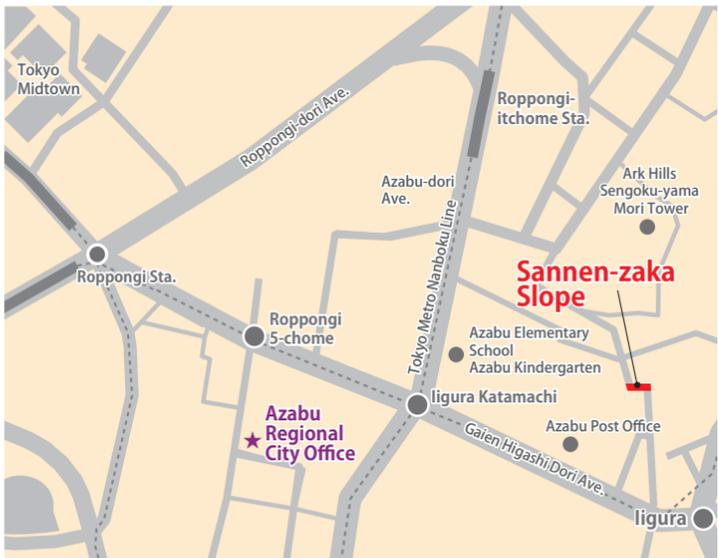 Tokyo
Midtown
Roppongi-dori Ave.
Roppongi-
itchome Sta.
Azabu-dori
Ave.
Ark Hills
Sengoku-yama
Mori Tower
Tokyo Metro Nanboku Line
Roppongi Sta.
Sannen-zaka
Slope
Roppongi
5-chome
Azabu Elementary
School
Azabu Kindergarten
Iigura Katamachi
Azabu
Regional
City Office
Azabu Post Office
Gaien Higashi Dori Ave.
Iigura